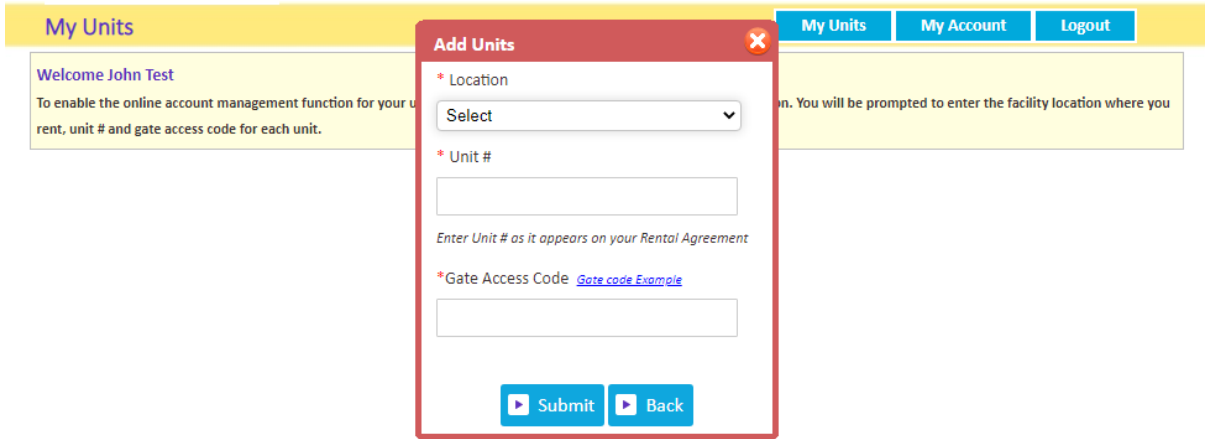 My Units
My Units
My Account
Logout
Welcome John Test
To enable the online account management function for your
on. You will be prompted to enter the facility location where you
rent, unit # and gate access code for each unit.
Add Units
* Location
Select
* Unit #
Enter Unit # as it appears on your Rental Agreement
*Gate Access Code Gate code Example
Submit
Back